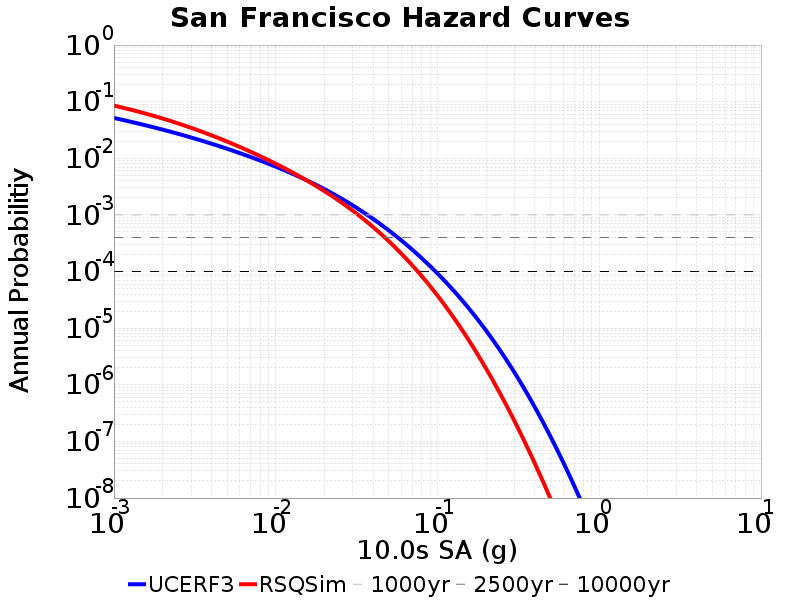 San Francisco Hazard Curves
10^0
10^-1
10^-2
10^-3
10^-4
10^-5
10^-6
10^-7
10^-8
Annual Probabilitiy
10^-3 10^-2 10^-1 10^0 10^1
10.0s SA (g)
UCERF3 RSQSim 1000yr 2500yr 10000yr